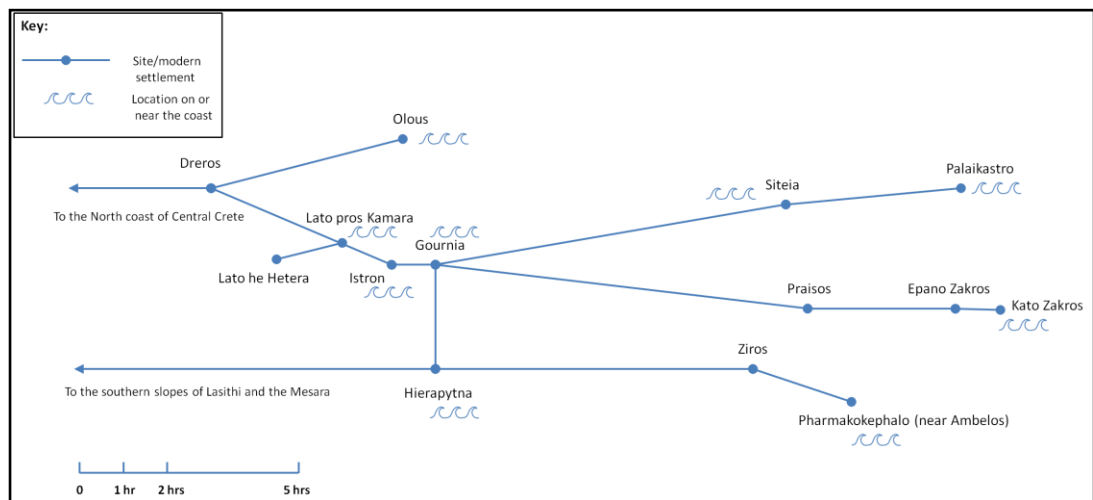 Key:
Site/modern
settlement
Location on or
near the coast
Olous
Dreros
Palaikastro
Siteia
To the North coast of Central Crete
Lato pros Kamara
Gournia
Lato he Hetera
Istron
Praisos
Epano Zakros
Kato Zakros
Ziros
To the southern slopes of Lasithi and the Mesara
Hierapytna
Pharmakokephalo (near Ambelos)
0 1 hr 2 hrs 5 hrs